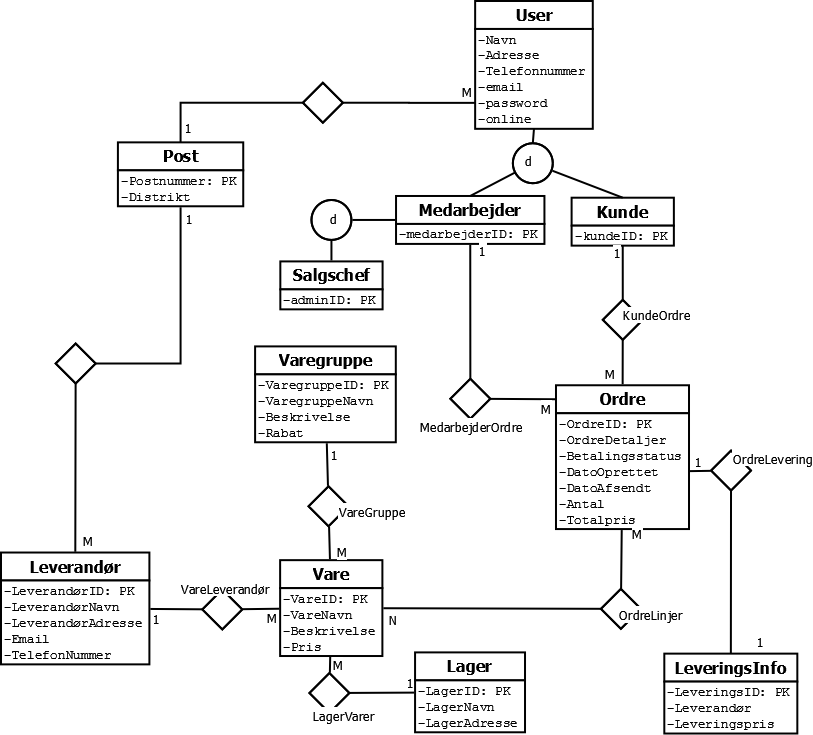 User
-Navn
-Adresse
-Telefonnummer
-email
-password
-online
M
1
Post
-Postnummer: PK
-Distrikt
1
d
Medarbejder
-medarbejderID: PK
1
Kunde
-kundeID: PK
1
d
Salgschef
-adminID: PK
KundeOrdre
M
Varegruppe
-VaregruppeID: PK
-VaregruppeNavn
-Beskrivelse
-Rabat
1
MedarbejderOrdre
M
Ordre
-OrdreID: PK
-OrdreDetaljer
-Betalingsstatus
-DatoOprettet
-DatoAfsendt
-Antal
-Totalpris
M
1
OrdreLevering
VareGruppe
M
M
Leverandør
-LeverandørID: PK
-LeverandørNavn
-LeverandørAdresse
-Email
-TelefonNummer
1
VareLeverandør
M
Vare
-VareID: PK
-VareNavn
-Beskrivelse
-Pris
N
M
OrdreLinjer
1
LagerVarer
1
Lager
-LagerID: PK
-LagerNavn
-LagerAdresse
LeveringsInfo
-LeveringsID: PK
-Leverandør
-Leveringspris